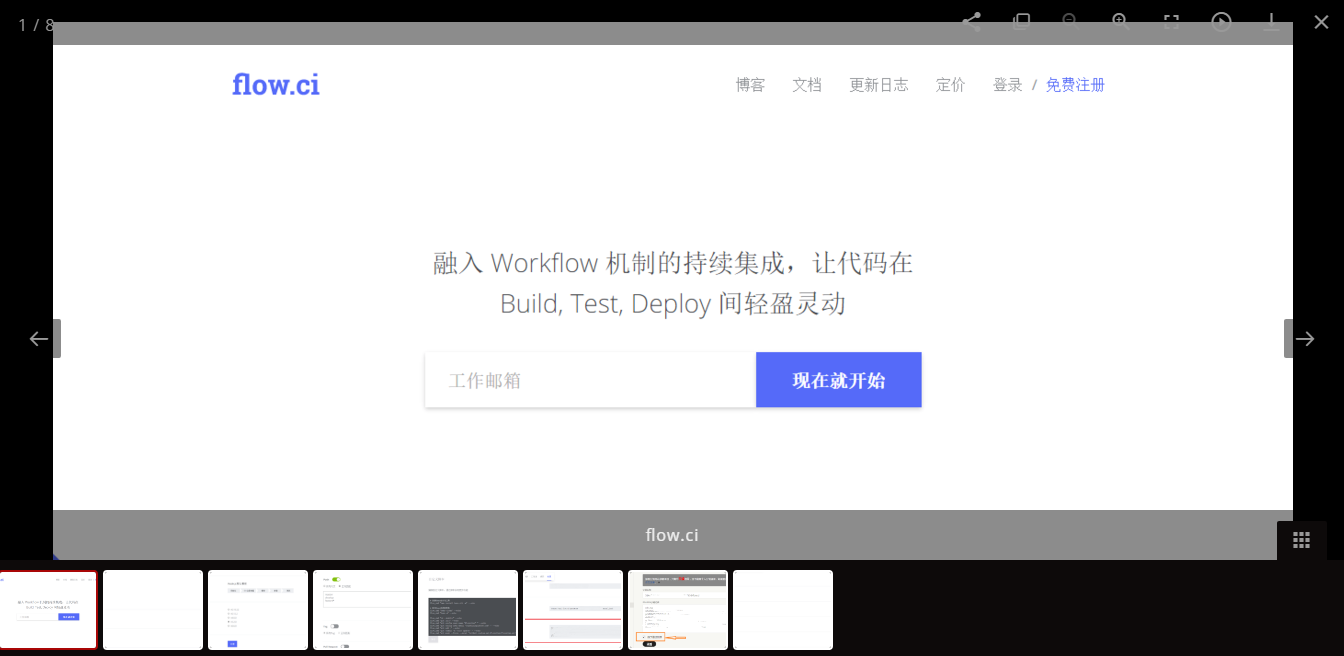 1 / 8
flow.ci
博客 文档 更新日志 定价 登录 / 免费注册
融入 Workflow 机制的持续集成，让代码在
Build, Test, Deploy 间轻盈灵动
工作邮箱 现在就开始
flow.ci